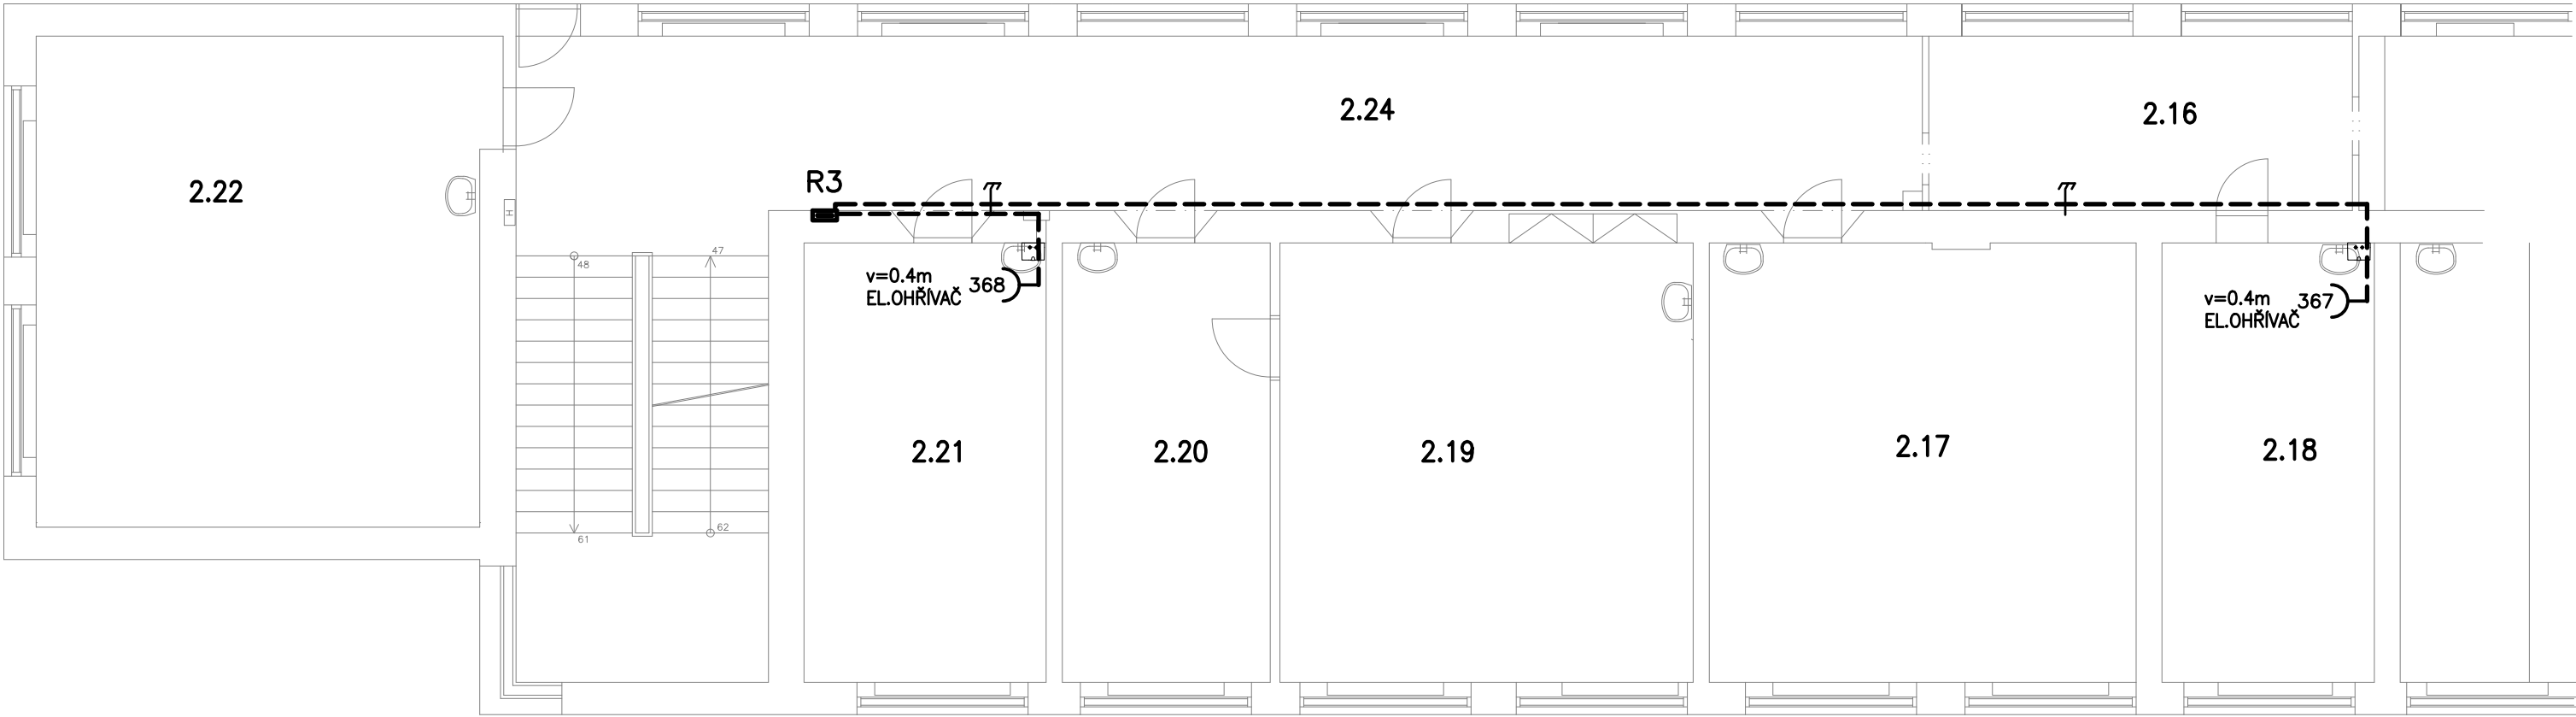 2.24
2.16
R3
2.22
H
47
48
v=0.4m
EL.OHŘÍVAČ
368
v=0.4m
EL.OHŘÍVAČ
367
2.21
2.20
2.19
2.17
2.18
62
61